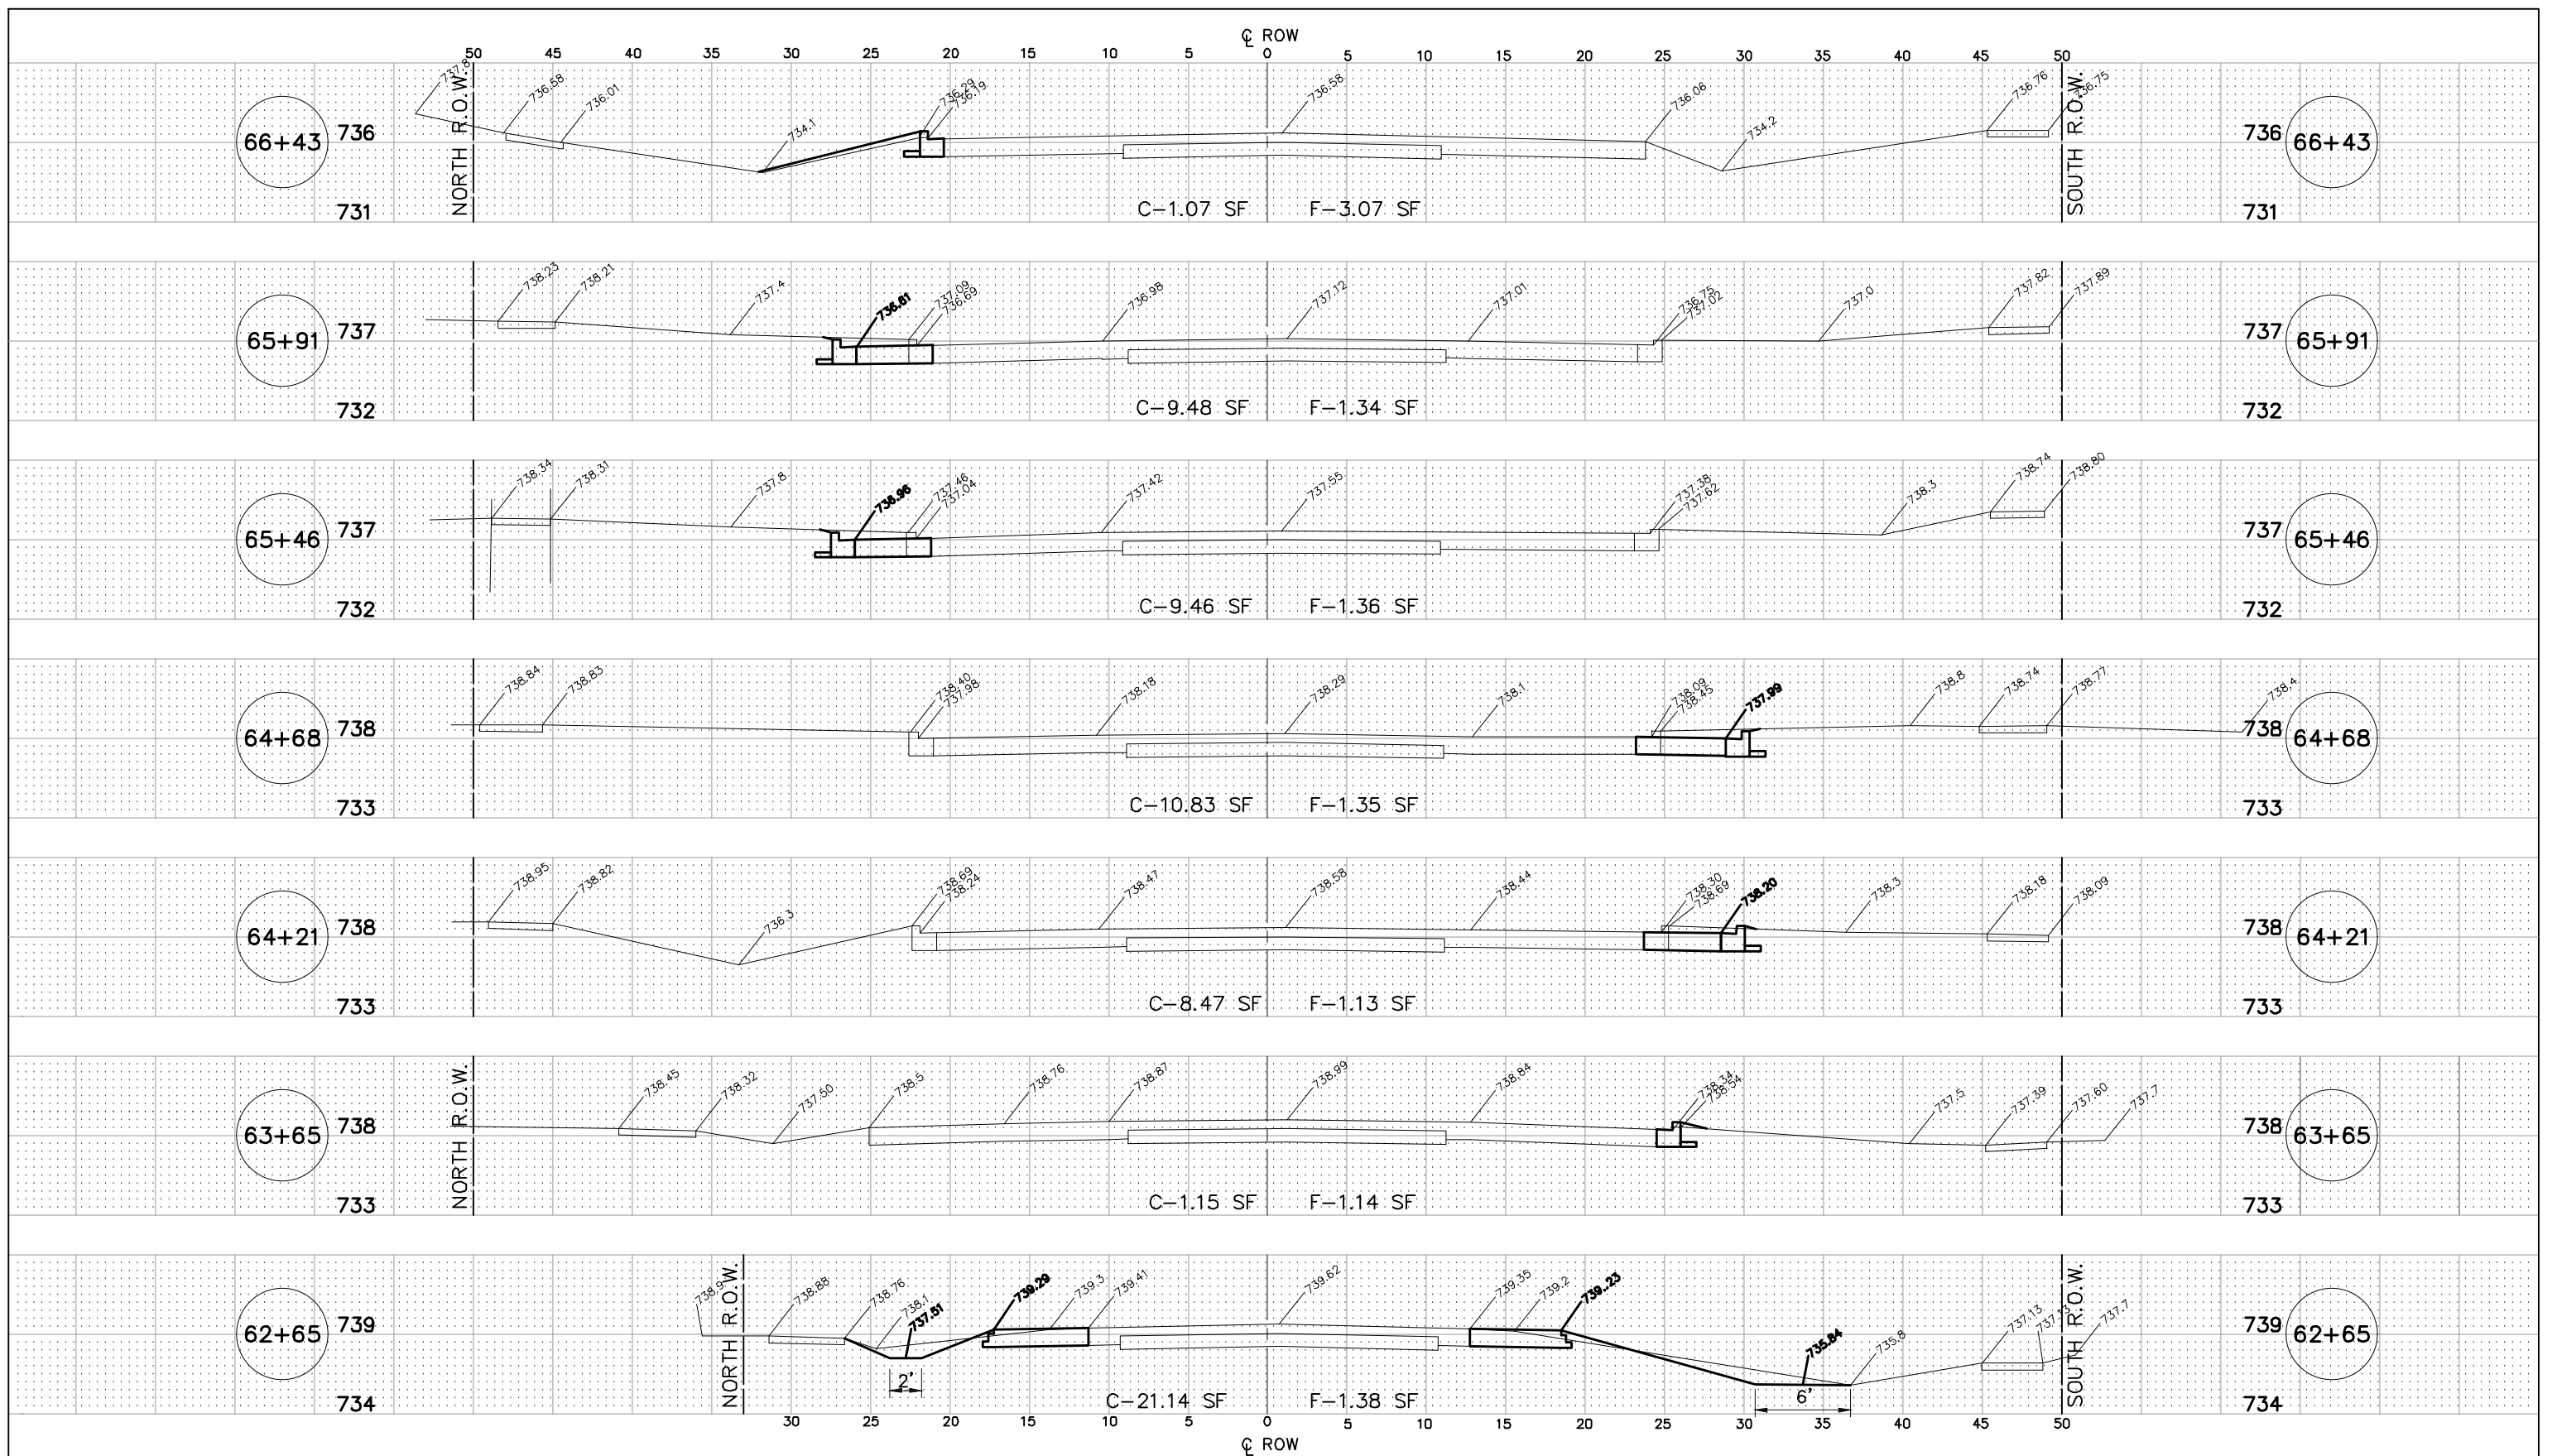 ℄ ROW
50 45 40 35 30 25 20 15 10 5 0 5 10 15 20 25 30 35 40 45 50
737.8 736.58 736.01 734.1 736.29 736.19 736.58 736.06 734.2 736.76 736.75
66+43 736 NORTH R.O.W. SOUTH R.O.W. 736 66+43
731 C-1.07 SF F-3.07 SF 731
738.23 738.21 737.4 736.81 737.09 736.69 736.98 737.12 737.01 736.75 737.02 737.0 737.82 737.89
65+91 737 737 65+91
732 C-9.48 SF F-1.34 SF 732
738.34 738.31 737.8 736.96 737.46 737.04 737.42 737.55 737.38 737.62 738.3 738.74 738.80
65+46 737 737 65+46
732 C-9.46 SF F-1.36 SF 732
738.84 738.83 738.40 737.98 738.18 738.29 738.1 738.09 738.45 737.99 738.8 738.74 738.77 738.4
64+68 738 738 64+68
733 C-10.83 SF F-1.35 SF 733
738.95 738.82 736.3 738.69 738.24 738.47 738.58 738.44 738.30 738.69 738.20 738.3 738.18 738.09
64+21 738 738 64+21
733 C-8.47 SF F-1.13 SF 733
738.45 738.32 737.50 738.5 738.76 738.87 738.99 738.84 738.34 738.54 737.5 737.39 737.60 737.7
63+65 738 NORTH R.O.W. 738 63+65
733 C-1.15 SF F-1.14 SF 733
738.9 738.88 738.76 738.1 737.51 739.29 739.3 739.41 739.62 739.35 739.2 739.23 735.84 735.8 737.13 737.13 737.7
62+65 739 NORTH R.O.W. SOUTH R.O.W. 739 62+65
2' 6'
734 C-21.14 SF F-1.38 SF 734
30 25 20 15 10 5 0 5 10 15 20 25 30 35 40 45 50
℄ ROW